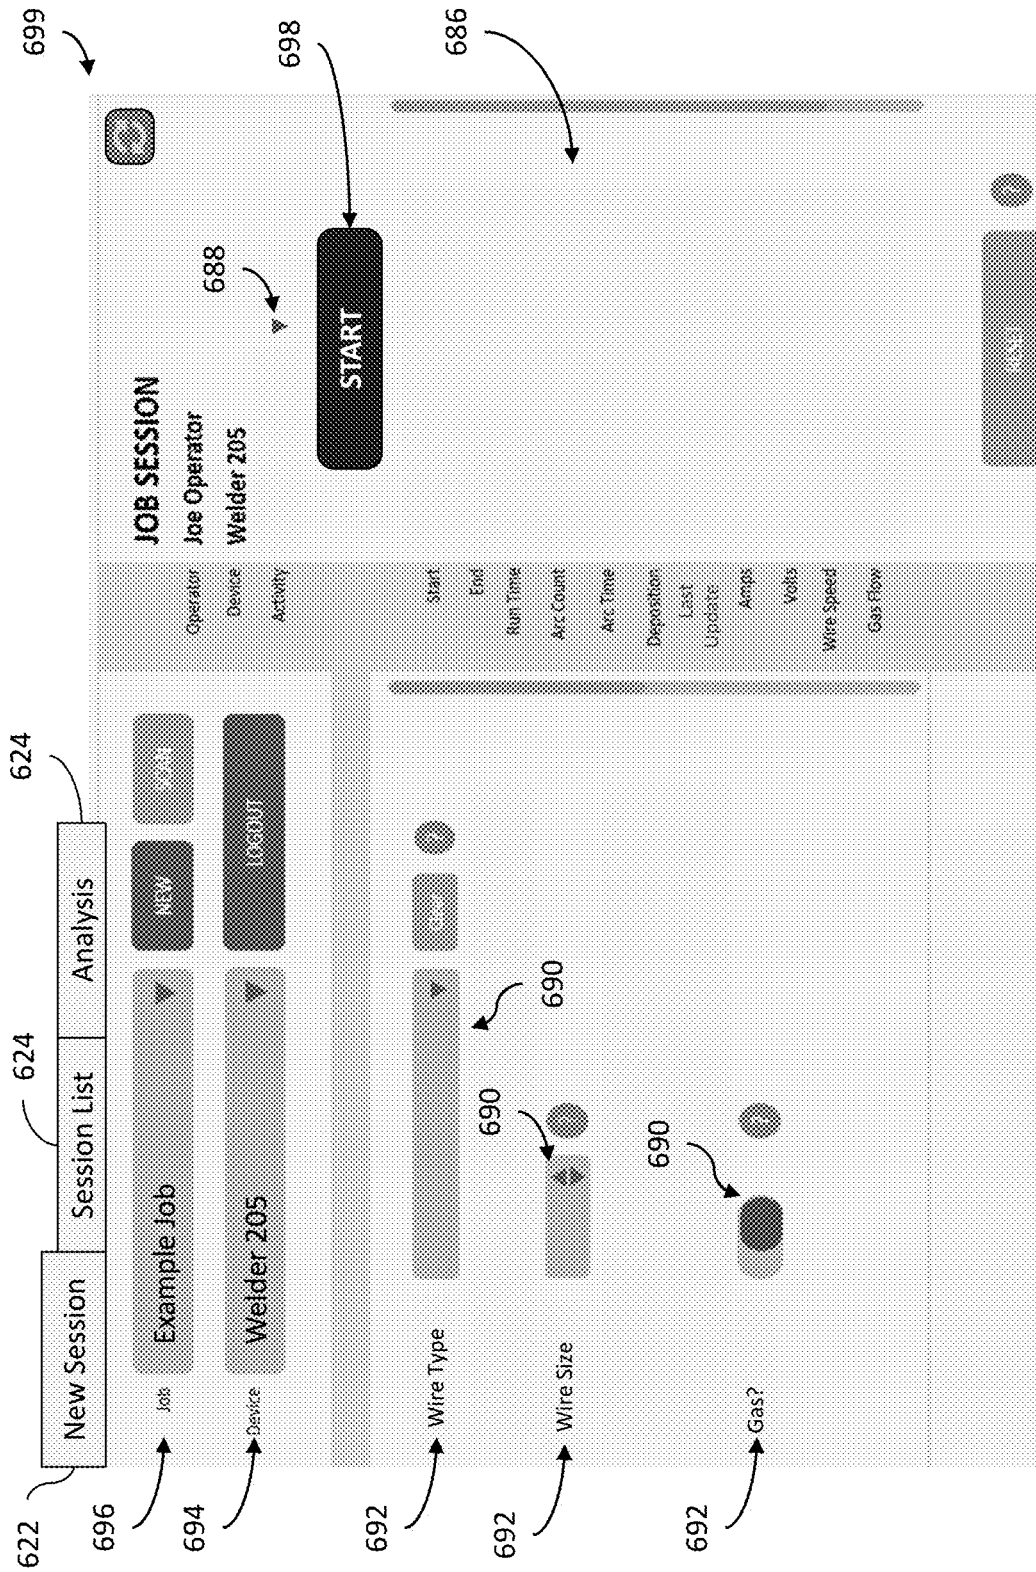 622
New Session
624
Session List
624
Analysis
699
696
Job
Example Job
NEW
694
Device
Welder 205
LOGOUT
JOB SESSION
Operator
Joe Operator
Device
Welder 205
Activity
688
START
698
692
Wire Type
690
692
Wire Size
690
692
Gas?
690
Start
End
Run Time
Arc Count
Arc Time
Deposition
Last
Update
Amps
Volts
Wire Speed
Gas Flow
686